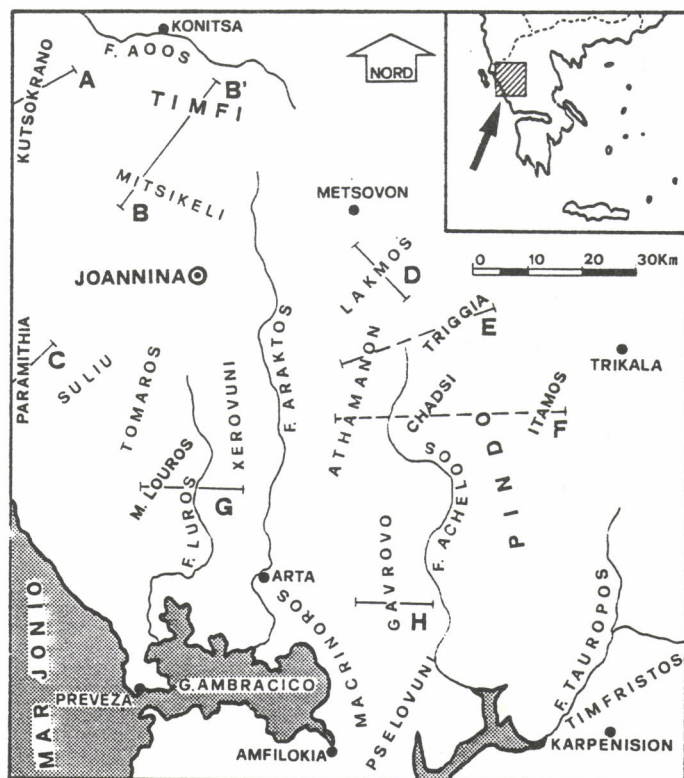 KONITSA
F. AOOS
KUTSOKRANO
A
B'
TIMFI
NORD
MITSIKELI
B
METSOVON
LAKMOS
D
0 10 20 30Km
JOANNINA
TRIGGIA
E
PARAMITHIA
C
SULIU
TOMAROS
XEROVUNI
F. ARAKTOS
ATHAMANON
CHADSI
ITAMOS
F
TRIKALA
M. LOUROS
F. LUROS
G
F. ACHELOOS
PINDO
GAVROVO
H
ARTA
MACRINOROS
PSELOVUNI
F. TAUROPOS
TIMFRISTOS
MAR JONIO
PREVEZA
G. AMBRACICO
AMFILOKIA
KARPENISION